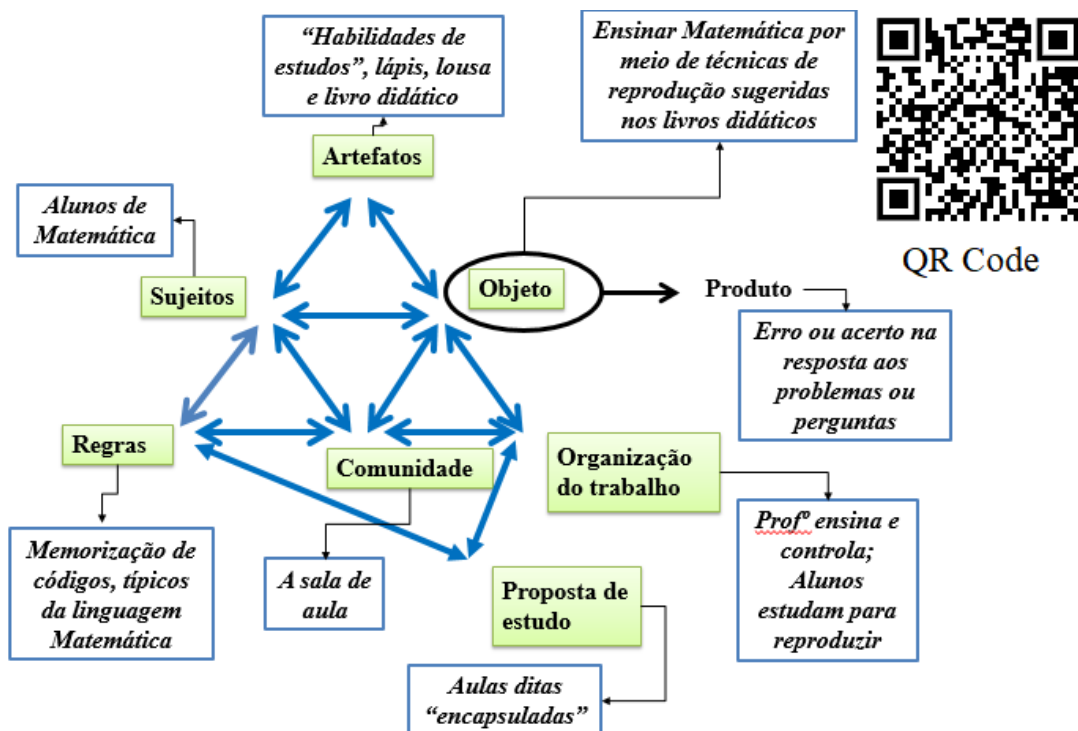 “Habilidades de
estudos”, lápis, lousa
e livro didático
Artefatos
Ensinar Matemática por
meio de técnicas de
reprodução sugeridas
nos livros didáticos
QR Code
Alunos de
Matemática
Sujeitos
Objeto
Produto
Erro ou acerto na
resposta aos
problemas ou
perguntas
Regras
Comunidade
Organização
do trabalho
Memorização de
códigos, típicos
da linguagem
Matemática
A sala de
aula
Proposta de
estudo
Profº ensina e
controla;
Alunos
estudam para
reproduzir
Aulas ditas
“encapsuladas”